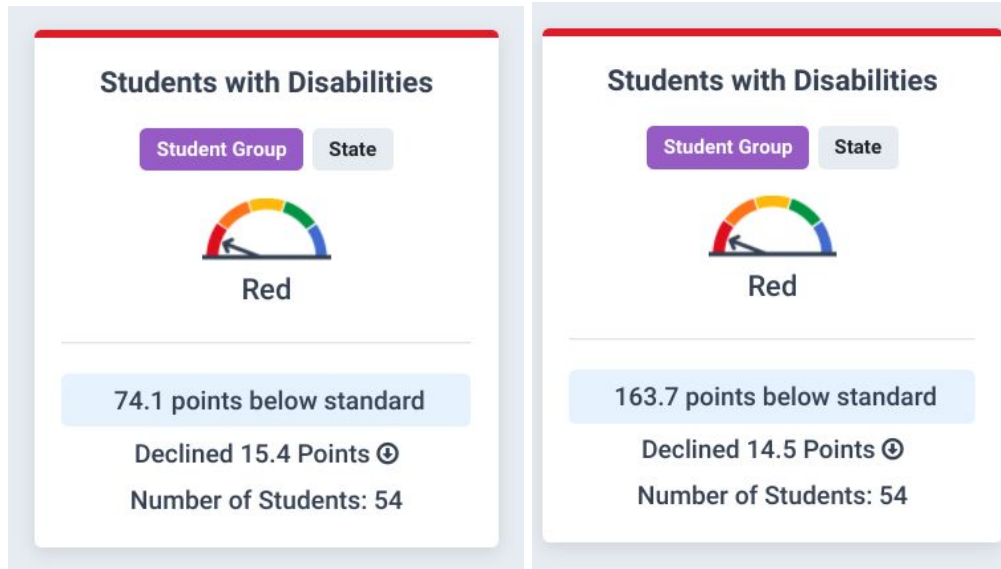 Students with Disabilities
Student Group State
Red
74.1 points below standard
Declined 15.4 Points
Number of Students: 54
Students with Disabilities
Student Group State
Red
163.7 points below standard
Declined 14.5 Points
Number of Students: 54